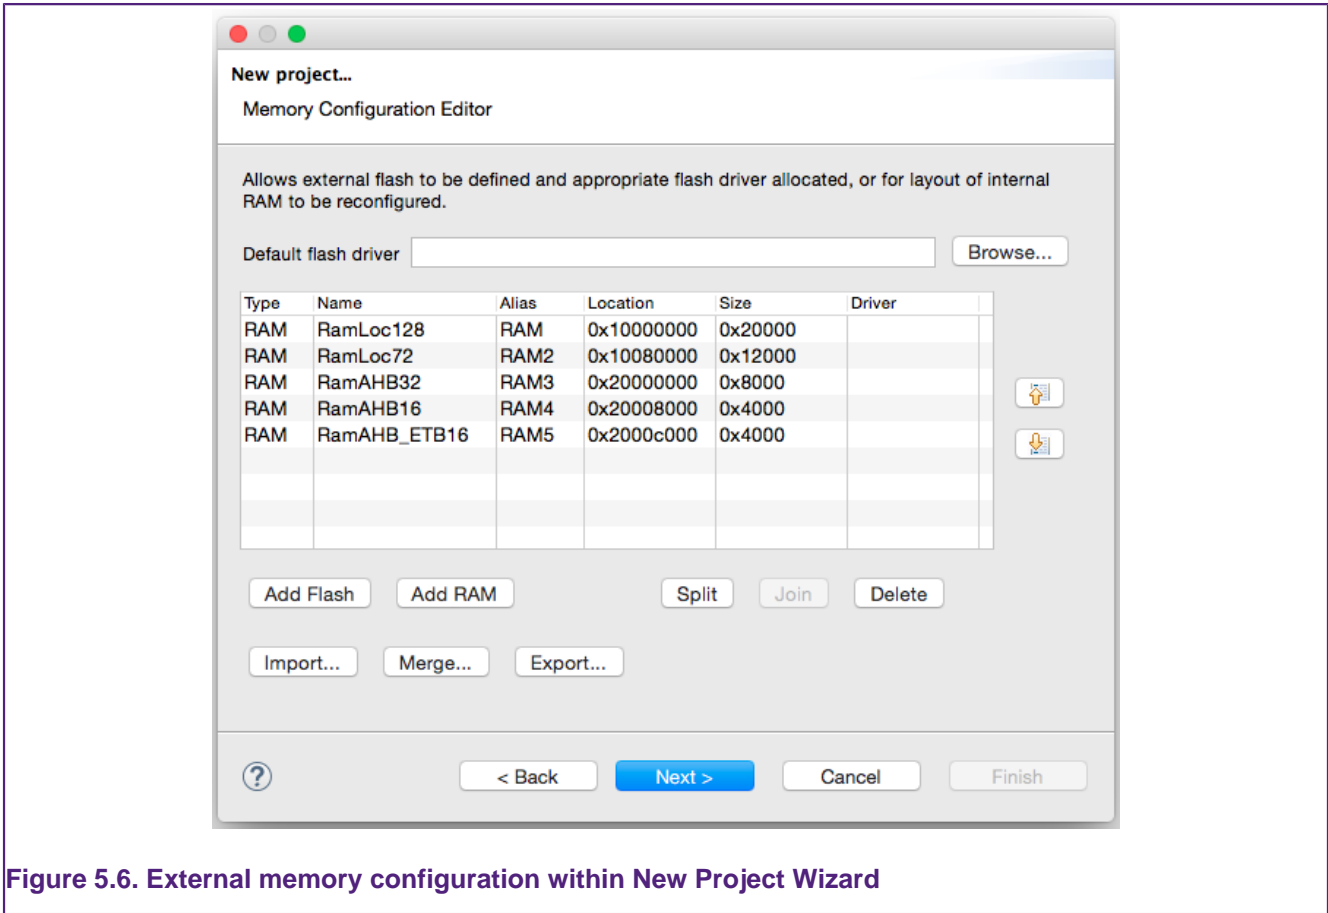 New project...
Memory Configuration Editor
Allows external flash to be defined and appropriate flash driver allocated, or for layout of internal
RAM to be reconfigured.
Default flash driver Browse...
Type Name Alias Location Size Driver
RAM RamLoc128 RAM 0x10000000 0x20000
RAM RamLoc72 RAM2 0x10080000 0x12000
RAM RamAHB32 RAM3 0x20000000 0x8000
RAM RamAHB16 RAM4 0x20008000 0x4000
RAM RamAHB_ETB16 RAM5 0x2000c000 0x4000
Add Flash Add RAM Split Join Delete
Import... Merge... Export...
? < Back Next > Cancel Finish
Figure 5.6. External memory configuration within New Project Wizard